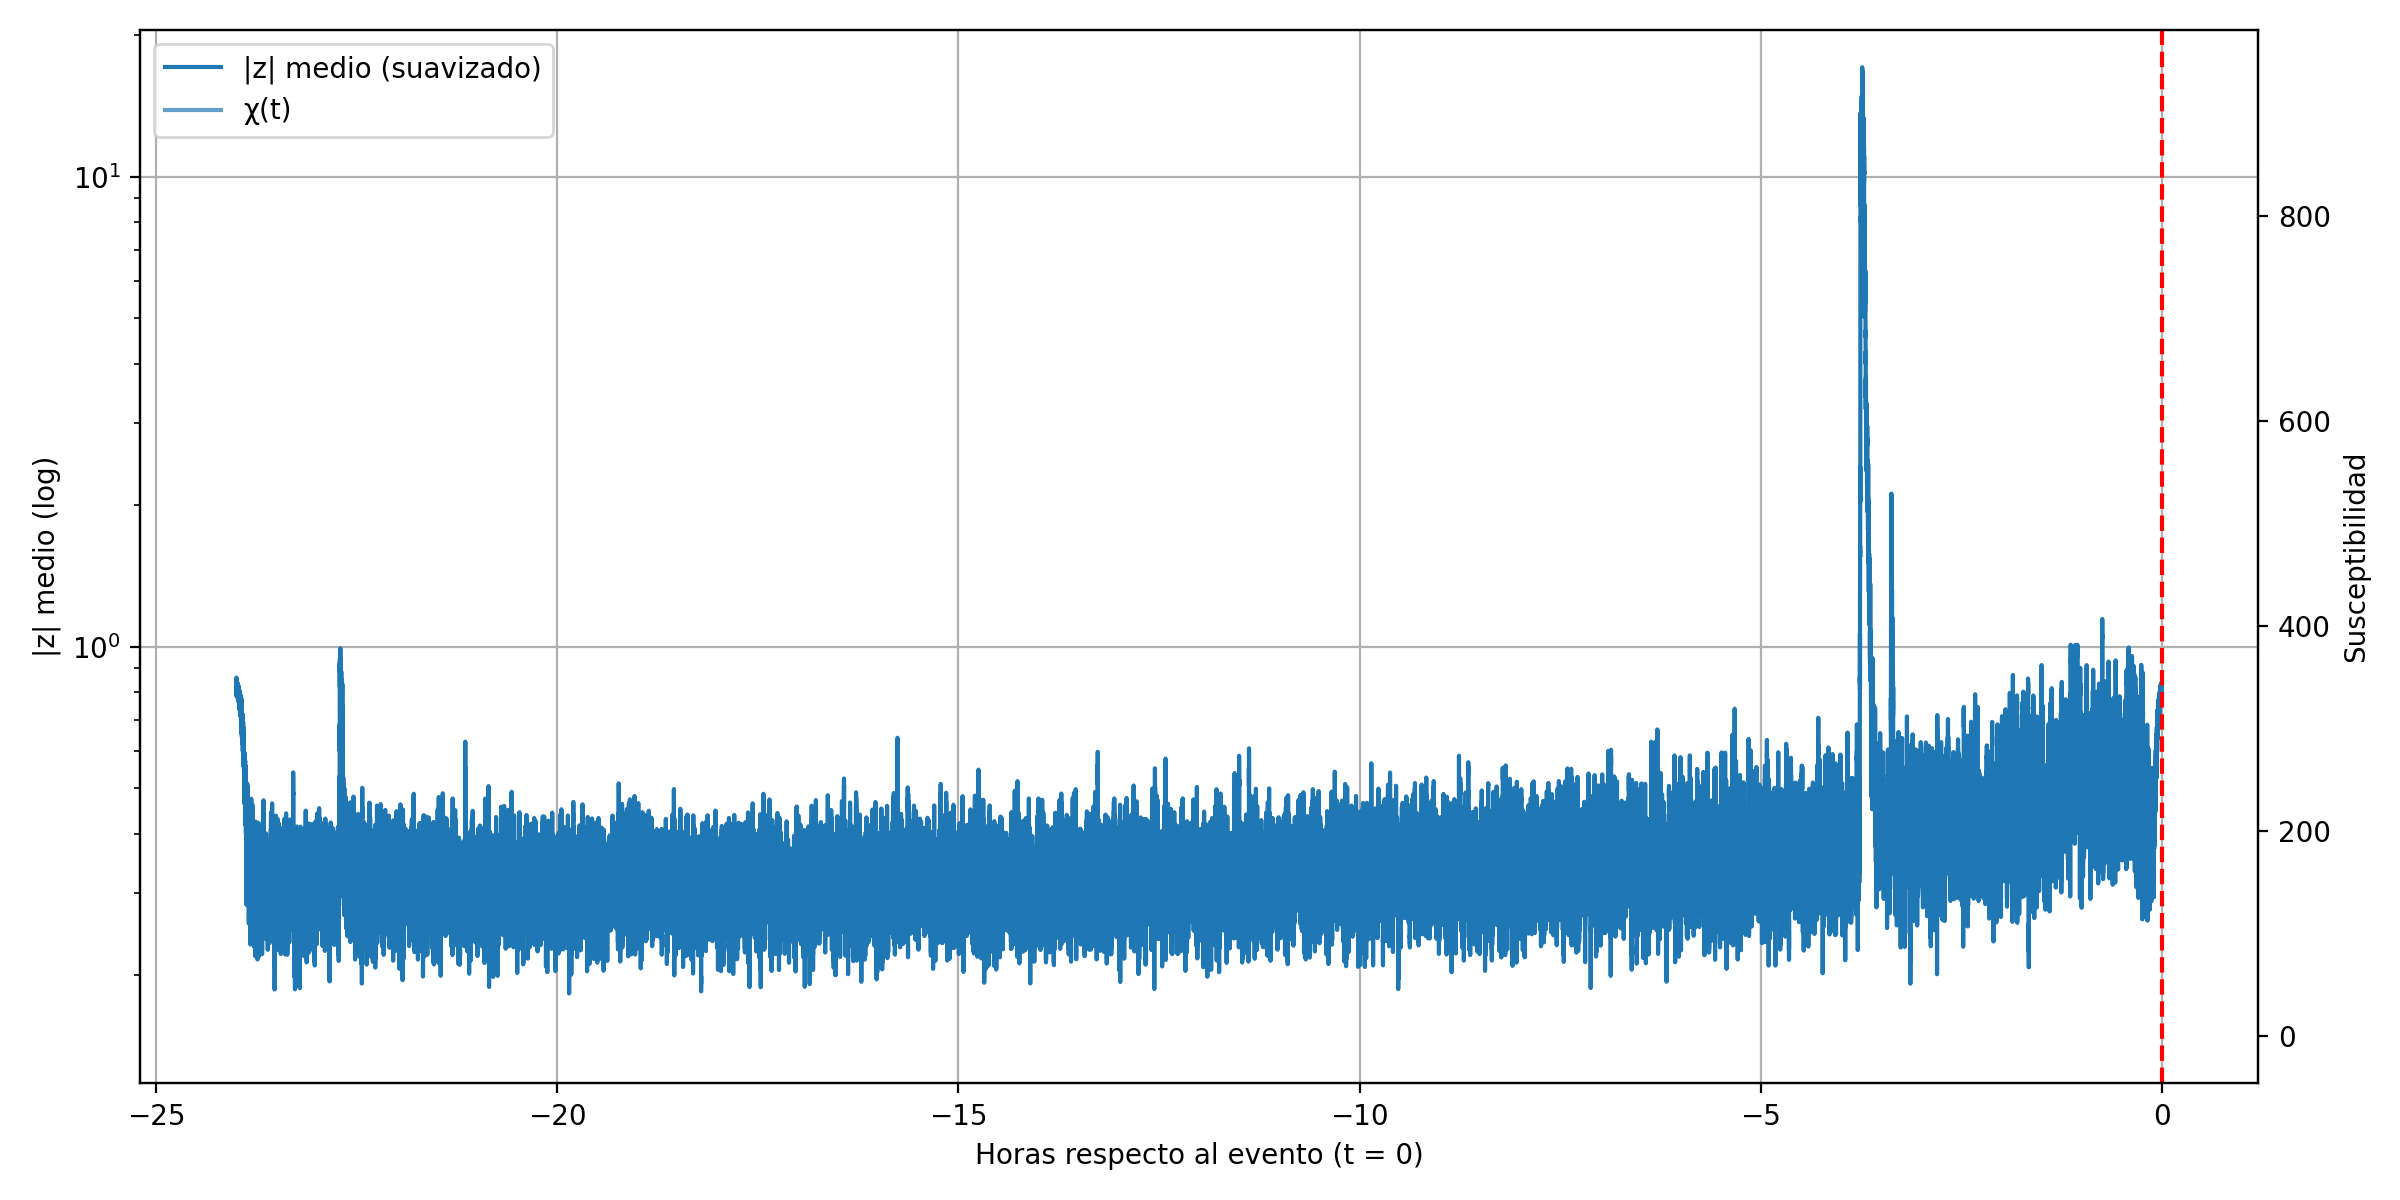 |z| medio (suavizado)
χ(t)
10¹
10⁰
|z| medio (log)
800
600
400
200
0
Susceptibilidad
−25
−20
−15
−10
−5
0
Horas respecto al evento (t = 0)